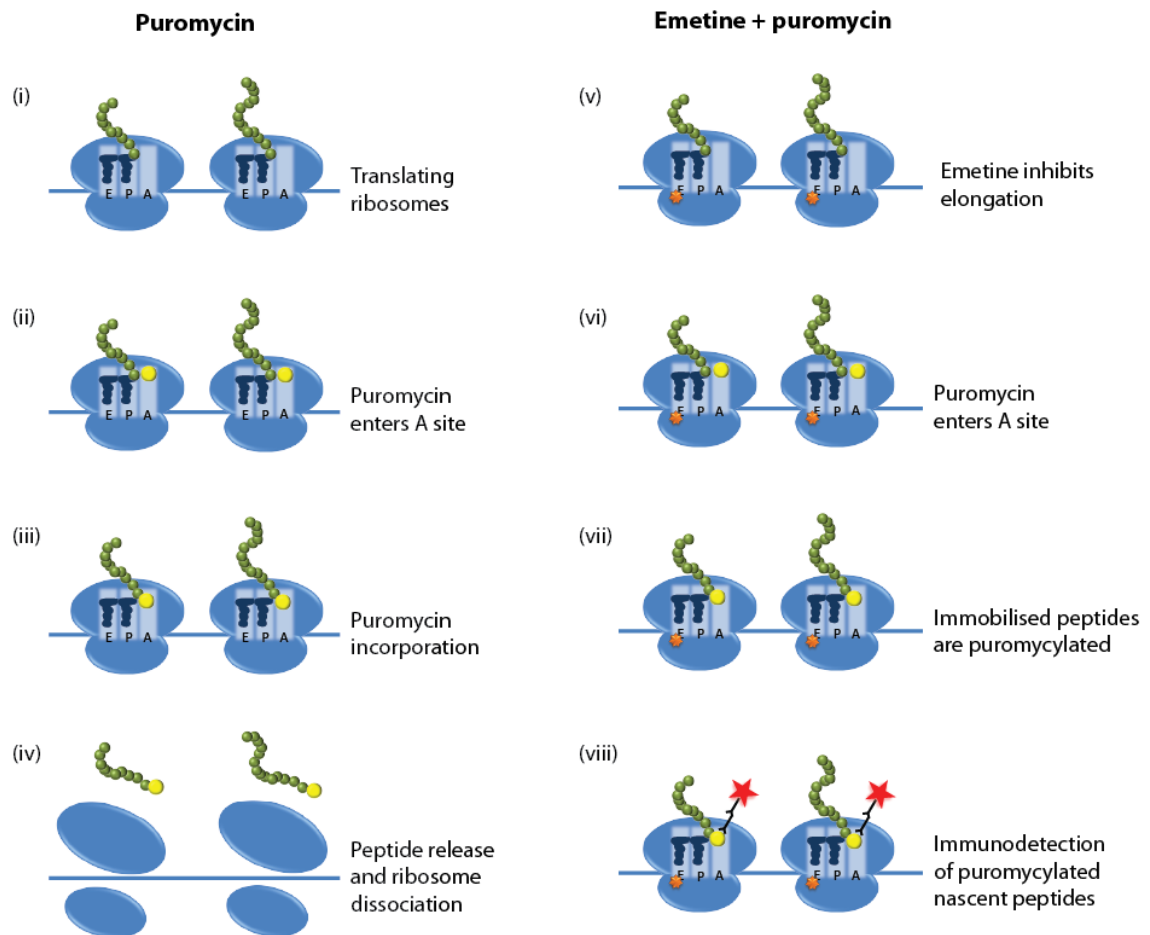 Puromycin
(i)
E P A
E P A
Translating
ribosomes
(ii)
E P A
E P A
Puromycin
enters A site
(iii)
E P A
E P A
Puromycin
incorporation
(iv)
Peptide release
and ribosome
dissociation
Emetine + puromycin
(v)
E P A
E P A
Emetine inhibits
elongation
(vi)
E P A
E P A
Puromycin
enters A site
(vii)
E P A
E P A
Immobilised peptides
are puromycylated
(viii)
E P A
E P A
Immunodetection
of puromycylated
nascent peptides